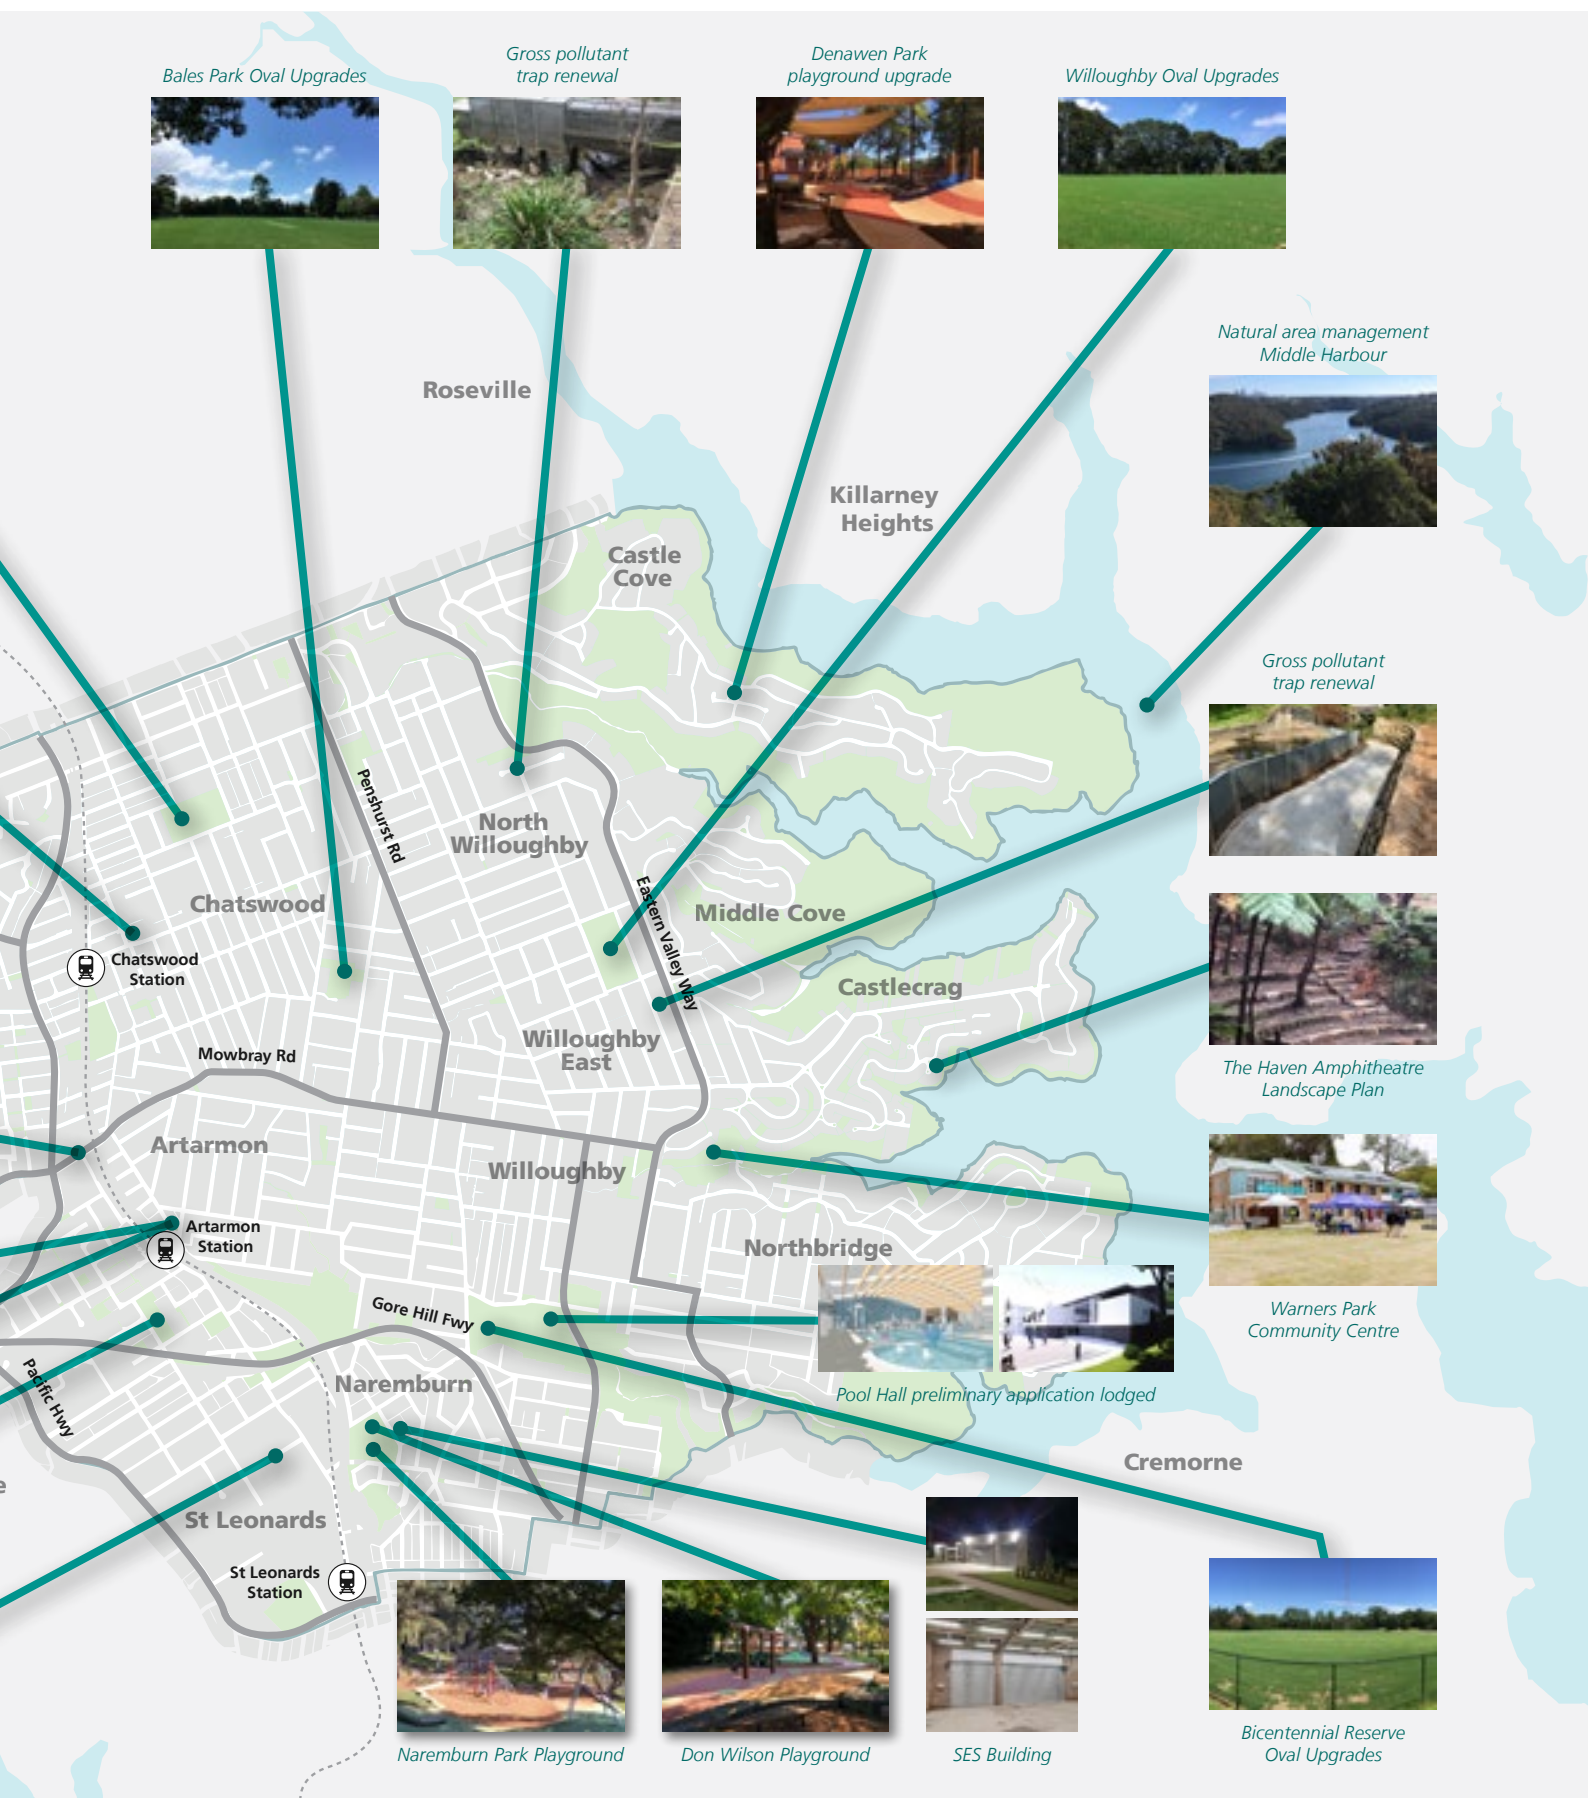 Bales Park Oval Upgrades
Gross pollutant
trap renewal
Denawen Park
playground upgrade
Willoughby Oval Upgrades
Natural area management
Middle Harbour
Roseville
Killarney
Heights
Castle
Cove
Gross pollutant
trap renewal
Penshurst Rd
North
Willoughby
Chatswood
Eastern Valley Way
Middle Cove
Chatswood
Station
Castlecrag
Willoughby
East
Mowbray Rd
The Haven Amphitheatre
Landscape Plan
Artarmon
Willoughby
Artarmon
Station
Northbridge
Gore Hill Fwy
Warners Park
Community Centre
Pacific Hwy
Naremburn
Pool Hall preliminary application lodged
Cremorne
e
St Leonards
St Leonards
Station
Naremburn Park Playground
Don Wilson Playground
SES Building
Bicentennial Reserve
Oval Upgrades